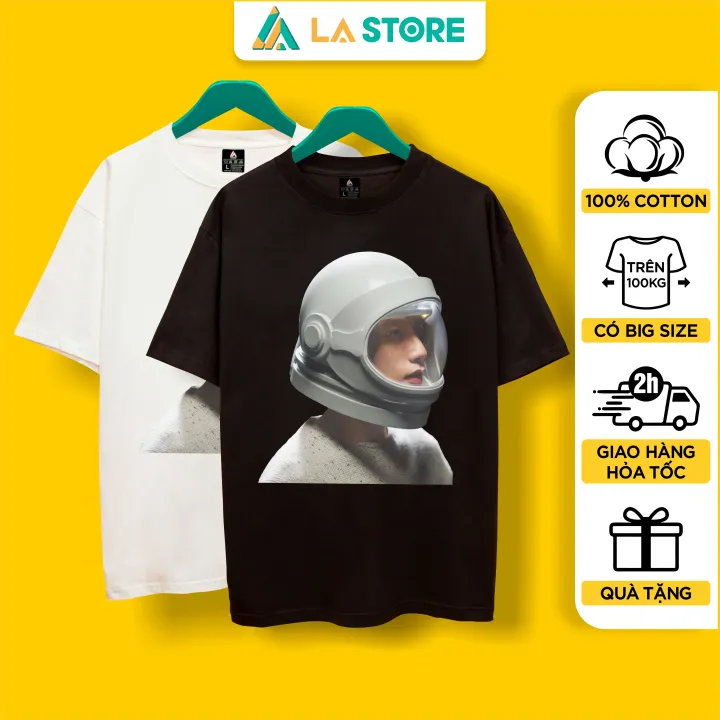 LA STORE
L
L
100% COTTON
TRÊN
100KG
CÓ BIG SIZE
2h
GIAO HÀNG
HỎA TỐC
QUÀ TẶNG